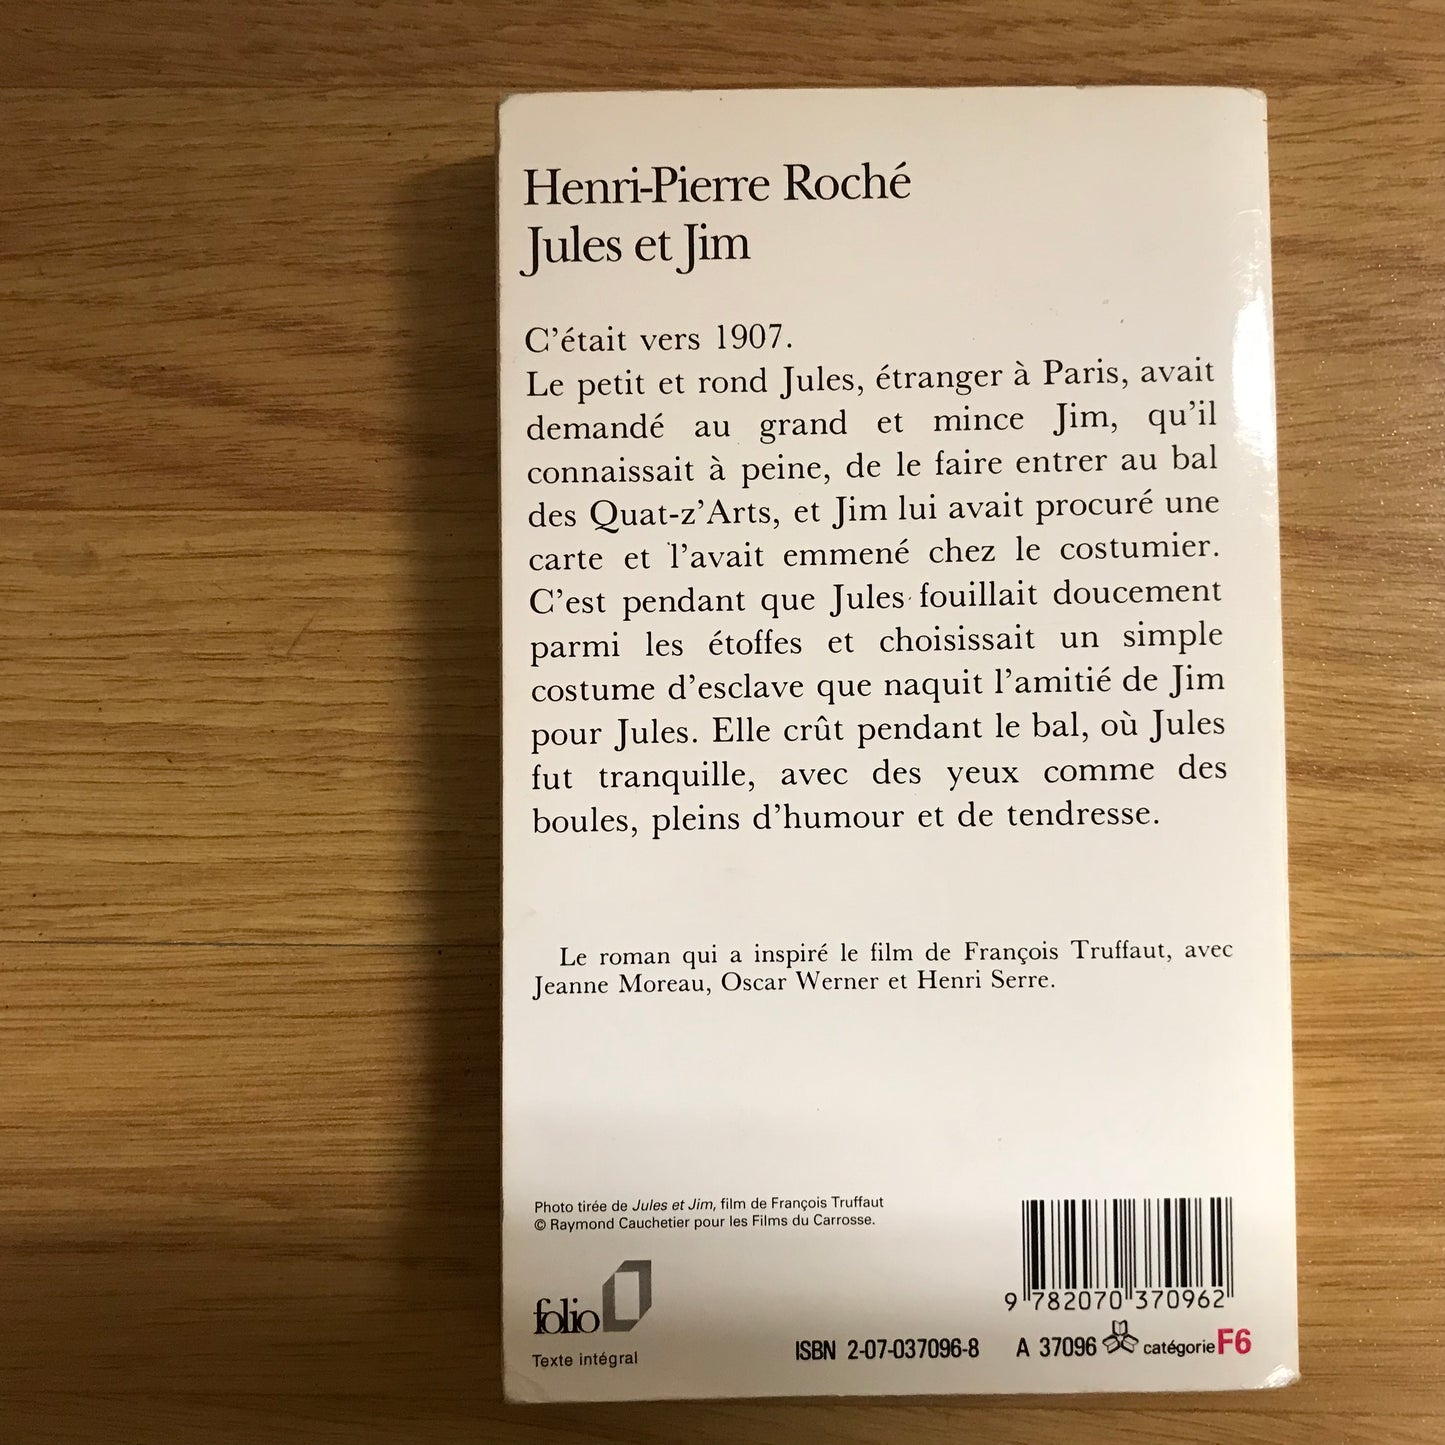 Henri-Pierre Roché
Jules et Jim
C'était vers 1907.
Le petit et rond Jules, étranger à Paris, avait
demandé au grand et mince Jim, qu'il
connaissait à peine, de le faire entrer au bal
des Quat-z'Arts, et Jim lui avait procuré une
carte et l'avait emmené chez le costumier.
C'est pendant que Jules fouillait doucement
parmi les étoffes et choisissait un simple
costume d'esclave que naquit l'amitié de Jim
pour Jules. Elle crût pendant le bal, où Jules
fut tranquille, avec des yeux comme des
boules, pleins d'humour et de tendresse.
Le roman qui a inspiré le film de François Truffaut, avec
Jeanne Moreau, Oscar Werner et Henri Serre.
Photo tirée de Jules et Jim, film de François Truffaut
© Raymond Cauchetier pour les Films du Carrosse.
folio
Texte intégral
9 782070 370962
ISBN 2-07-037096-8 A 37096 catégorie F6